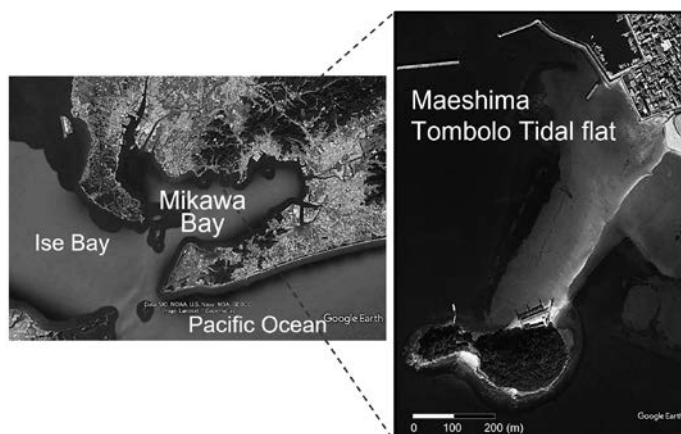 Ise Bay
Mikawa
Bay
Pacific Ocean
Google Earth
Maeshima
Tombolo Tidal flat
0 100 200 (m)
Google Earth